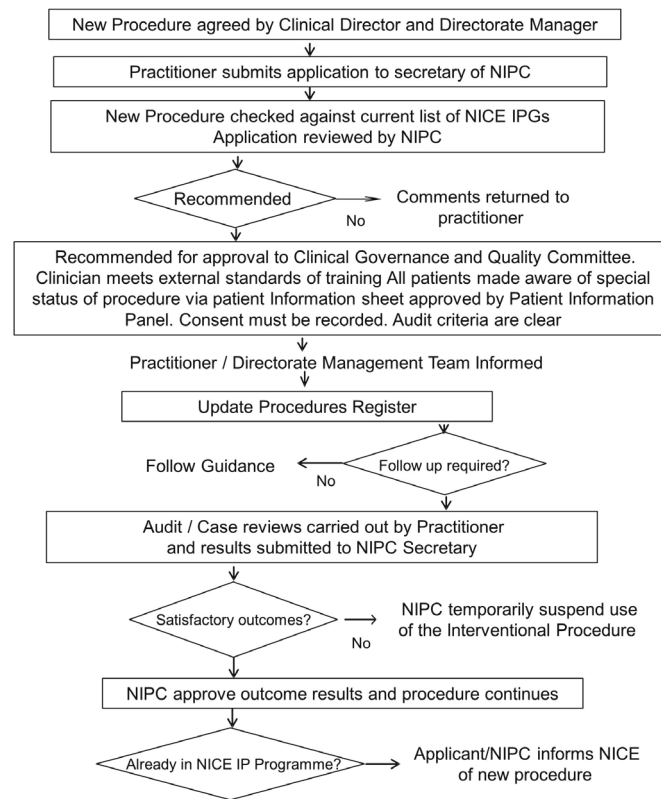 New Procedure agreed by Clinical Director and Directorate Manager
Practitioner submits application to secretary of NIPC
New Procedure checked against current list of NICE IPGs
Application reviewed by NIPC
Recommended
No
Comments returned to
practitioner
Recommended for approval to Clinical Governance and Quality Committee.
Clinician meets external standards of training All patients made aware of special
status of procedure via patient Information sheet approved by Patient Information
Panel. Consent must be recorded. Audit criteria are clear
Practitioner / Directorate Management Team Informed
Update Procedures Register
Follow up required?
No
Follow Guidance
Audit / Case reviews carried out by Practitioner
and results submitted to NIPC Secretary
Satisfactory outcomes?
No
NIPC temporarily suspend use
of the Interventional Procedure
NIPC approve outcome results and procedure continues
Already in NICE IP Programme?
Applicant/NIPC informs NICE
of new procedure